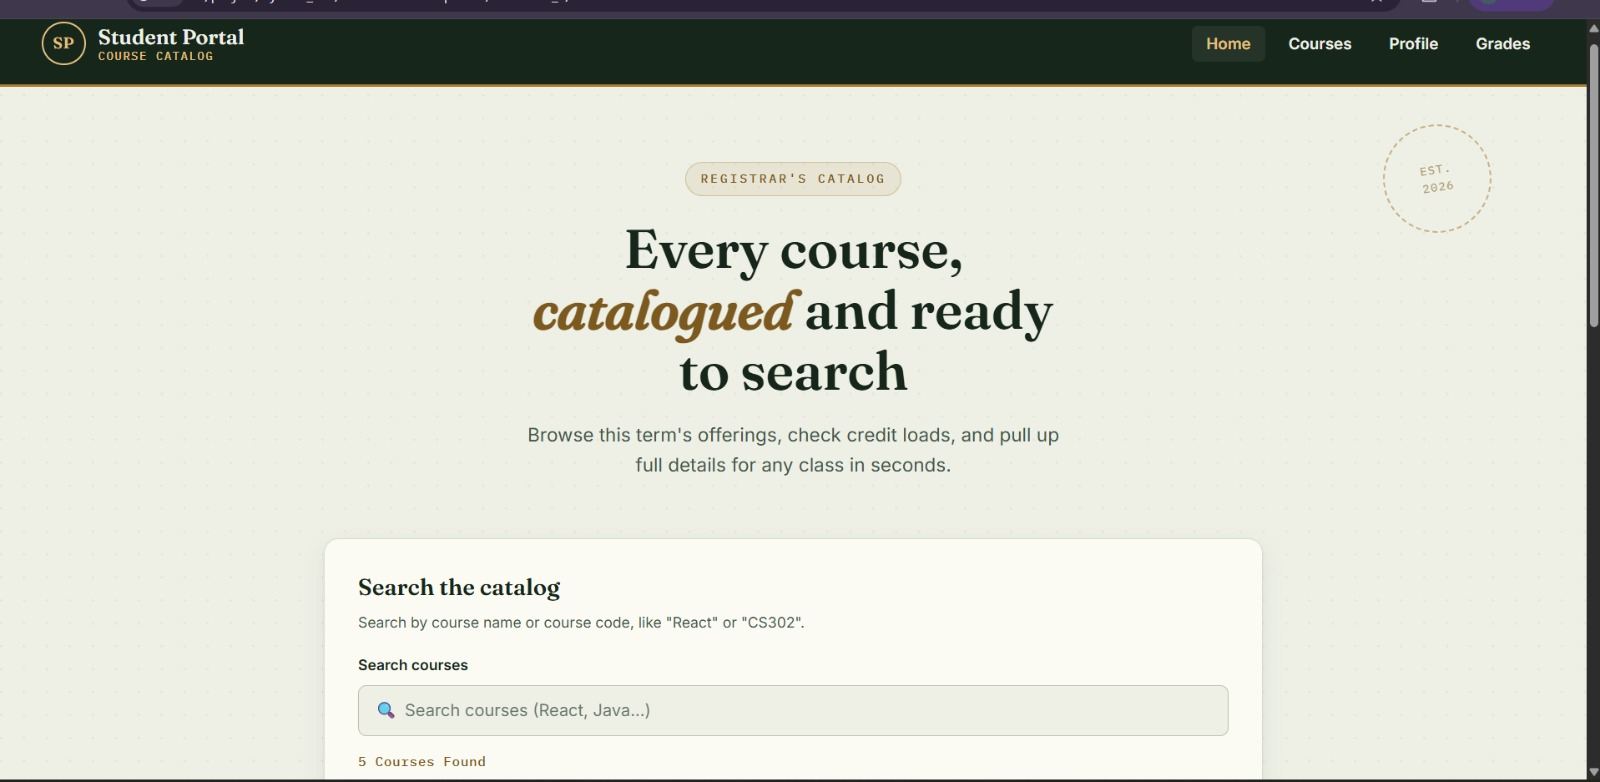 SP
Student Portal
COURSE CATALOG
Home
Courses
Profile
Grades
EST.
2026
REGISTRAR'S CATALOG
Every course,
catalogued and ready
to search
Browse this term's offerings, check credit loads, and pull up
full details for any class in seconds.
Search the catalog
Search by course name or course code, like "React" or "CS302".
Search courses
Search courses (React, Java...)
5 Courses Found